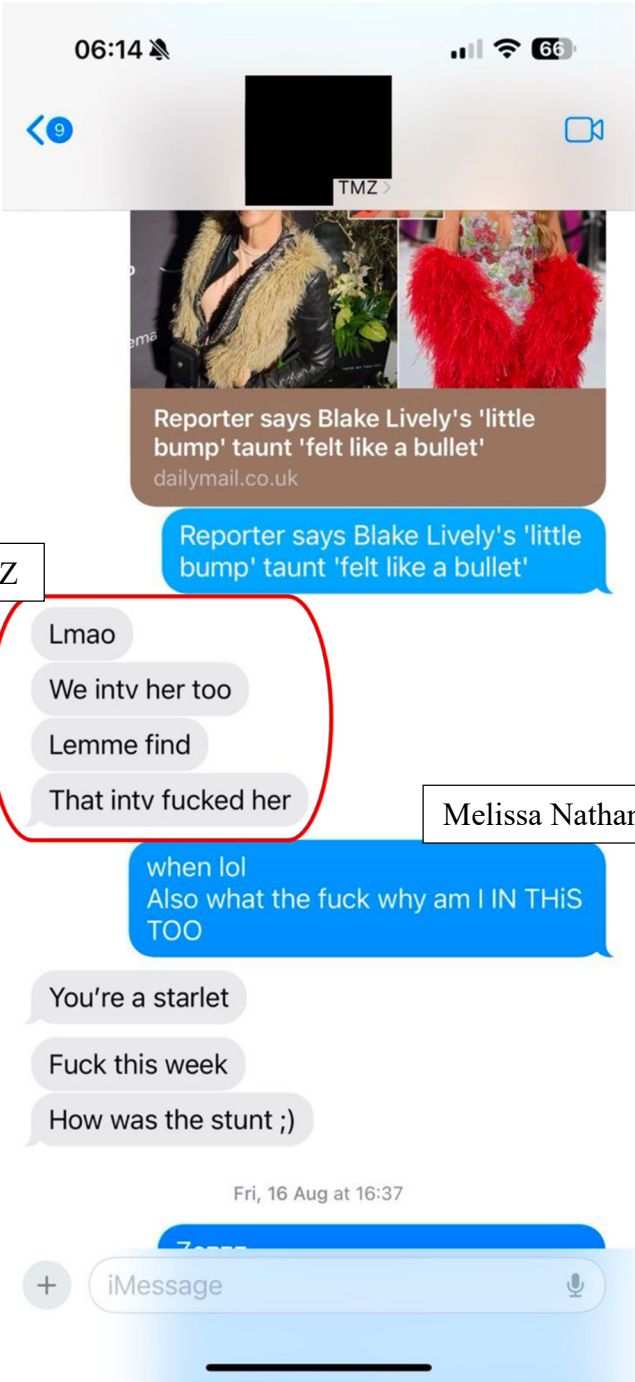 06:14
66
9
TMZ
Reporter says Blake Lively's 'little
bump' taunt 'felt like a bullet'
dailymail.co.uk
Reporter says Blake Lively's 'little
bump' taunt 'felt like a bullet'
Z
Lmao
We intv her too
Lemme find
That intv fucked her
Melissa Nathan
when lol
Also what the fuck why am I IN THiS
TOO
You're a starlet
Fuck this week
How was the stunt ;)
Fri, 16 Aug at 16:37
iMessage